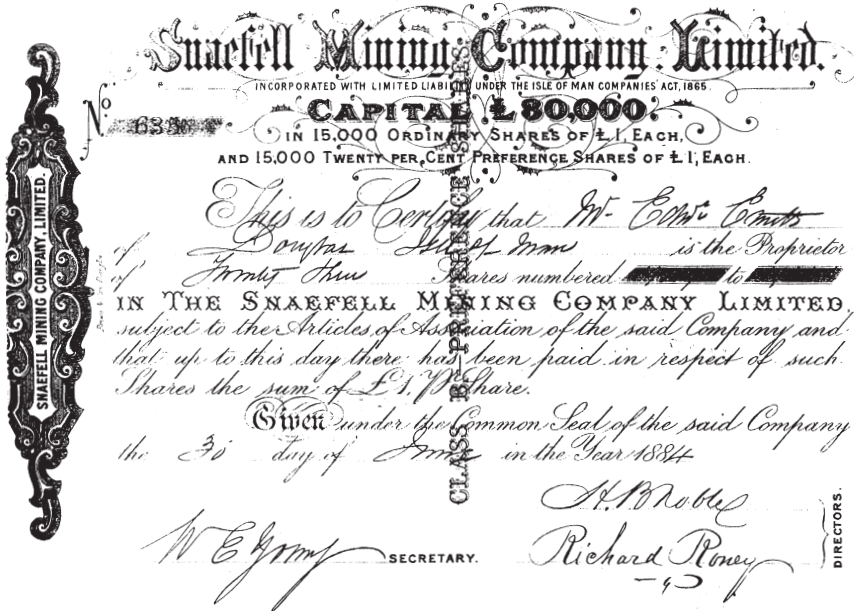 Snaefell Mining Company. Limited.
INCORPORATED WITH LIMITED LIABILITY UNDER THE ISLE OF MAN COMPANIES' ACT, 1865.
CAPITAL £30,000.
No
IN 15,000 ORDINARY SHARES OF £1, EACH,
AND 15,000 TWENTY PER CENT PREFERENCE SHARES OF £1, EACH.
This is to Certify that Mr
of Douglas Isle of Man is the Proprietor
of Twenty Three Shares numbered to
IN THE SNAEFELL MINING COMPANY LIMITED
subject to the Articles of Association of the said Company and
that up to this day there has been paid in respect of such
Shares the sum of £1 Share.
Given under the Common Seal of the said Company
the 30 day of June in the Year 1884
H. B. Noble
W E Young SECRETARY.
Richard Roney
DIRECTORS.
SNAEFELL MINING COMPANY, LIMITED.
CLASS B: PREFERENCE SHARES